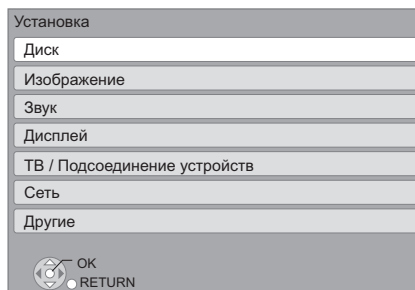 Установка
Диск
Изображение
Звук
Дисплей
ТВ / Подсоединение устройств
Сеть
Другие
OK
RETURN